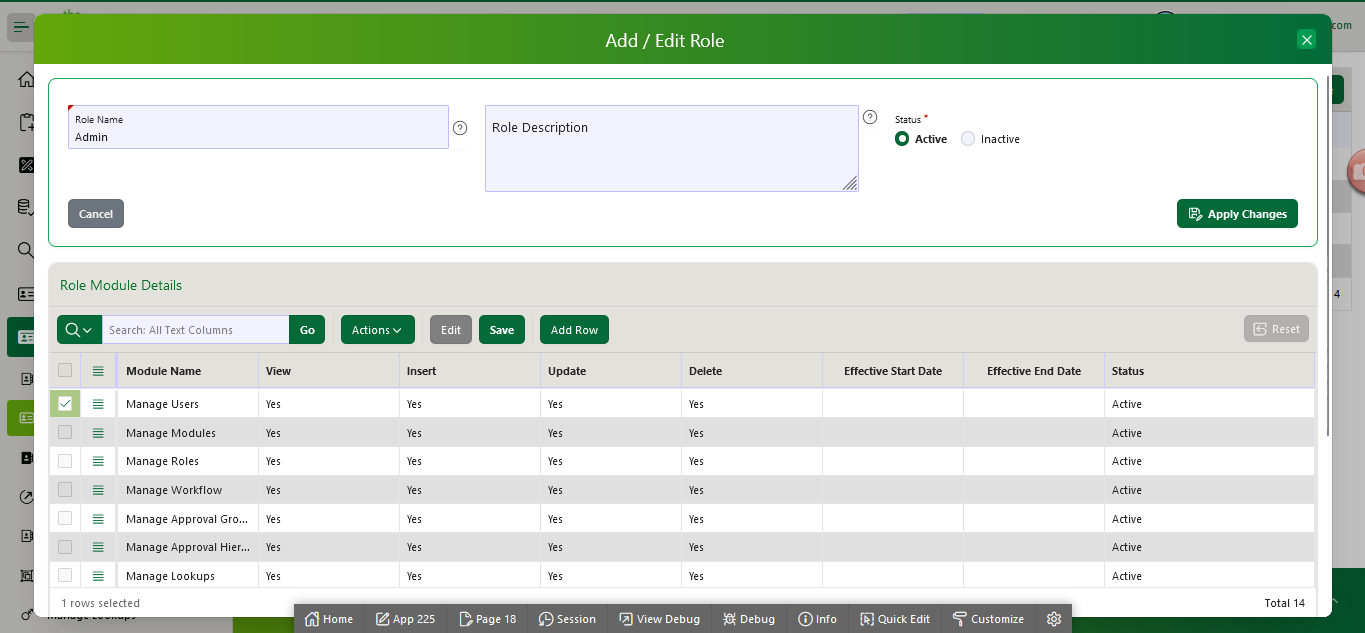 the
Add / Edit Role
com
Role Name
Admin
Role Description
Status *
Active
Inactive
Cancel
Apply Changes
4
Role Module Details
Search: All Text Columns
Go
Actions
Edit
Save
Add Row
Reset
Module Name View Insert Update Delete Effective Start Date Effective End Date Status
Manage Users Yes Yes Yes Yes Active
Manage Modules Yes Yes Yes Yes Active
Manage Roles Yes Yes Yes Yes Active
Manage Workflow Yes Yes Yes Yes Active
Manage Approval Gro... Yes Yes Yes Yes Active
Manage Approval Hier... Yes Yes Yes Yes Active
Manage Lookups Yes Yes Yes Yes Active
1 rows selected
Total 14
Manage Lookups
Home
App 225
Page 18
Session
View Debug
Debug
Info
Quick Edit
Customize